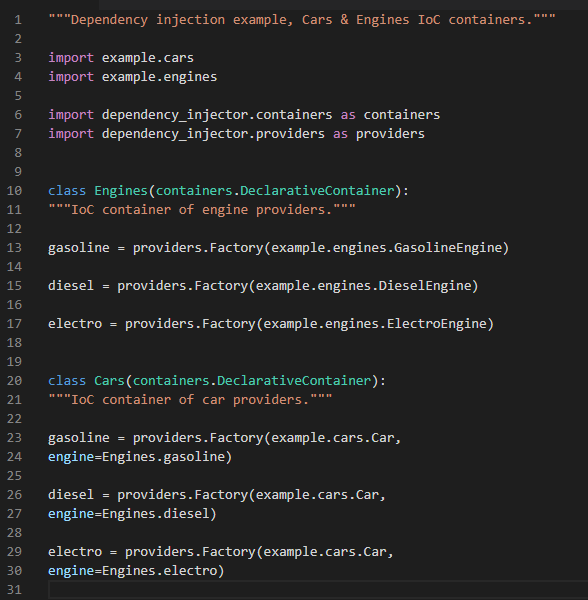 1 """Dependency injection example, Cars & Engines IoC containers."""
2
3 import example.cars
4 import example.engines
5
6 import dependency_injector.containers as containers
7 import dependency_injector.providers as providers
8
9
10 class Engines(containers.DeclarativeContainer):
11 """IoC container of engine providers."""
12
13 gasoline = providers.Factory(example.engines.GasolineEngine)
14
15 diesel = providers.Factory(example.engines.DieselEngine)
16
17 electro = providers.Factory(example.engines.ElectroEngine)
18
19
20 class Cars(containers.DeclarativeContainer):
21 """IoC container of car providers."""
22
23 gasoline = providers.Factory(example.cars.Car,
24 engine=Engines.gasoline)
25
26 diesel = providers.Factory(example.cars.Car,
27 engine=Engines.diesel)
28
29 electro = providers.Factory(example.cars.Car,
30 engine=Engines.electro)
31